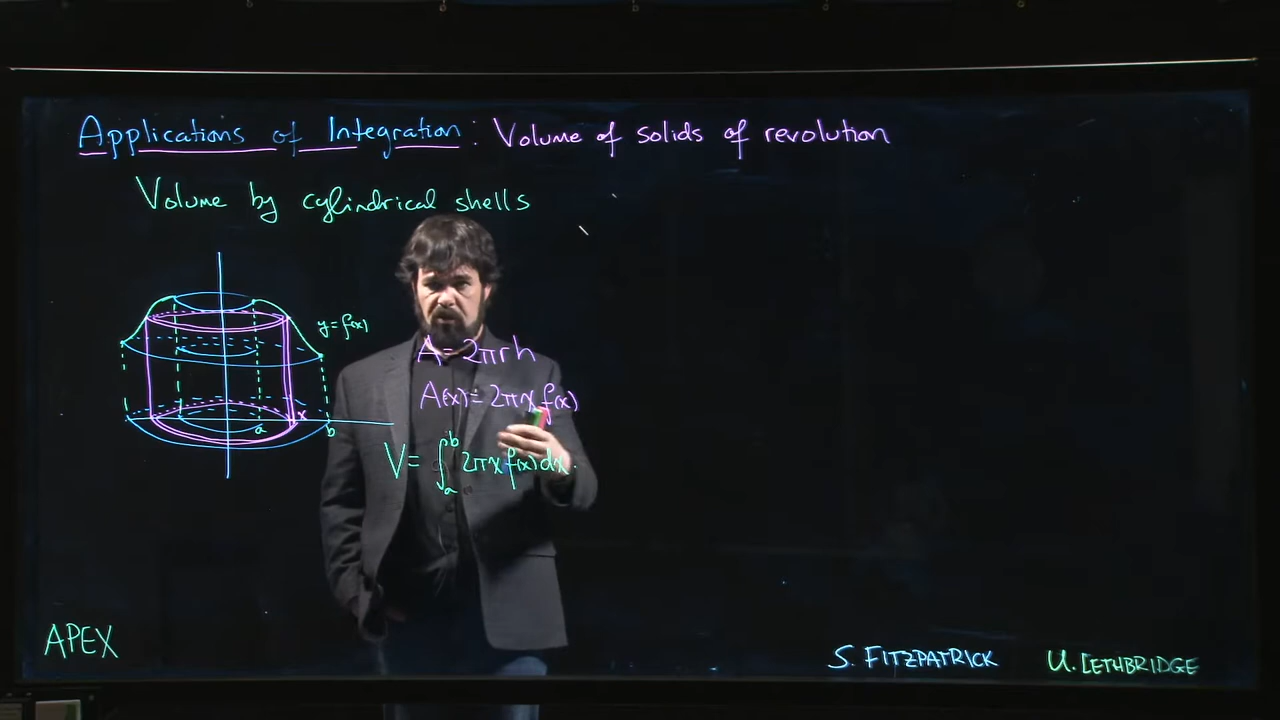 Applications of Integration: Volume of solids of revolution
Volume by cylindrical shells
y=f(x)
A=2πrh
A(x)=2πx f(x)
x
a
b
V=∫_a^b 2πx f(x)dx.
APEX
S. FITZPATRICK
U. LETHBRIDGE